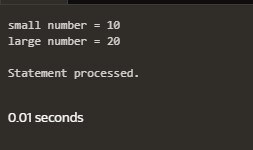 small number = 10
large number = 20
Statement processed.
0.01 seconds